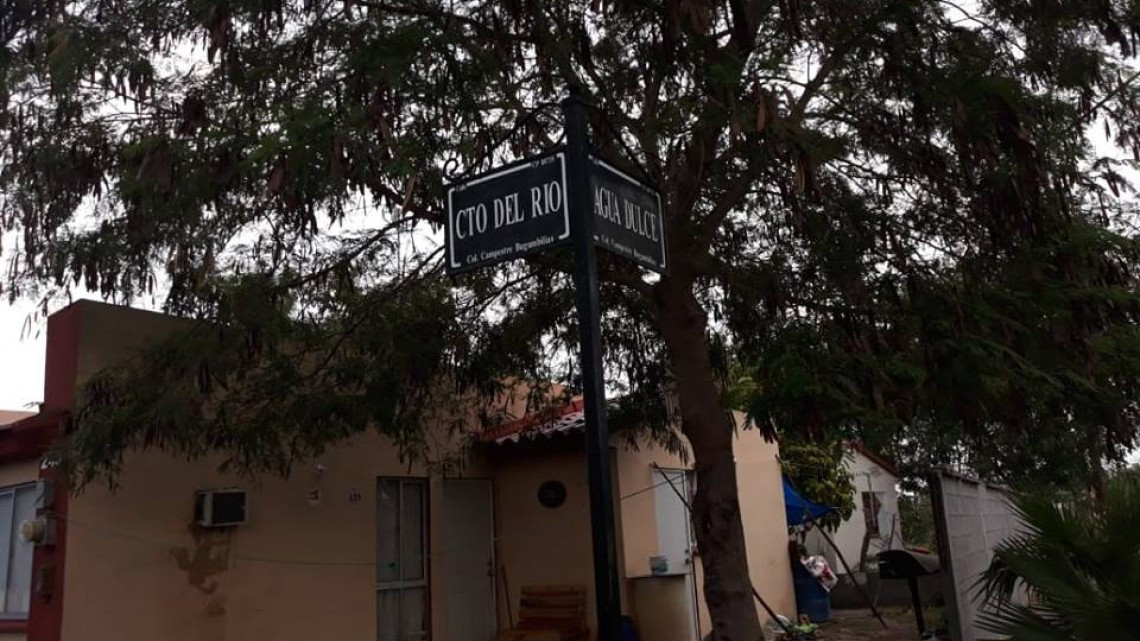 CTO DEL RIO
Col. Campestre Bugambilias
AGUA DULCE
Col. Campestre Bugambilias